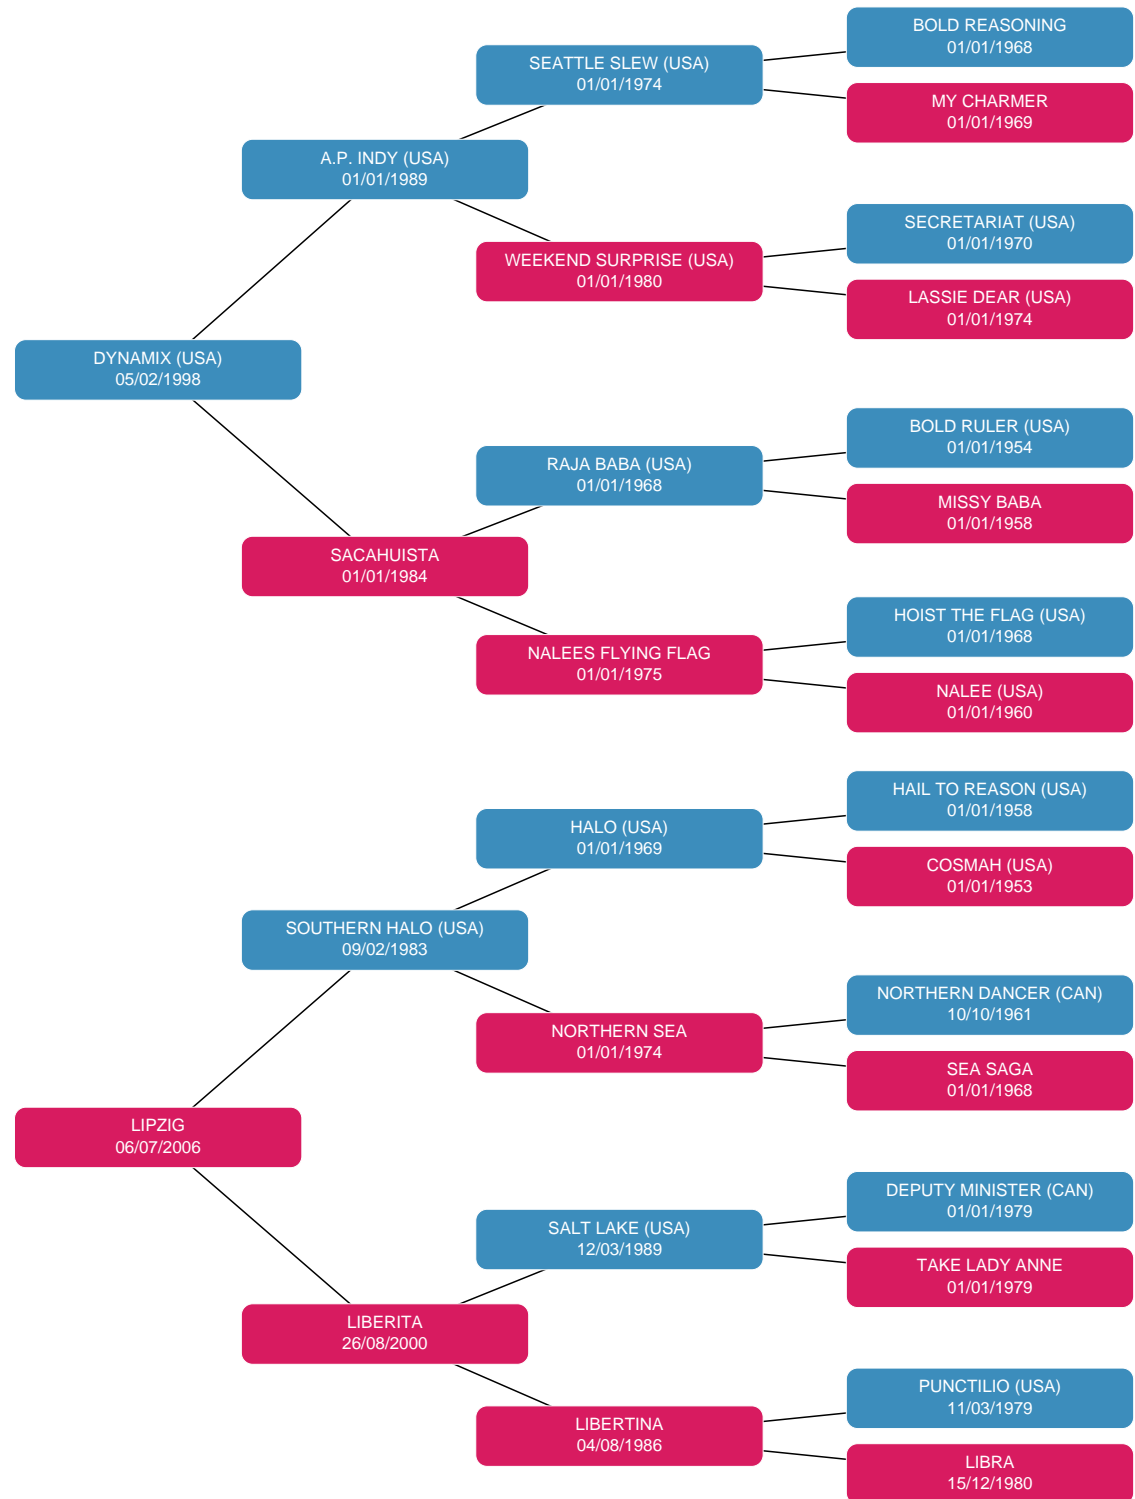 BOLD REASONING
01/01/1968
SEATTLE SLEW (USA)
01/01/1974
MY CHARMER
01/01/1969
A.P. INDY (USA)
01/01/1989
SECRETARIAT (USA)
01/01/1970
WEEKEND SURPRISE (USA)
01/01/1980
LASSIE DEAR (USA)
01/01/1974
DYNAMIX (USA)
05/02/1998
BOLD RULER (USA)
01/01/1954
RAJA BABA (USA)
01/01/1968
MISSY BABA
01/01/1958
SACAHUISTA
01/01/1984
HOIST THE FLAG (USA)
01/01/1968
NALEES FLYING FLAG
01/01/1975
NALEE (USA)
01/01/1960
HAIL TO REASON (USA)
01/01/1958
HALO (USA)
01/01/1969
COSMAH (USA)
01/01/1953
SOUTHERN HALO (USA)
09/02/1983
NORTHERN DANCER (CAN)
10/10/1961
NORTHERN SEA
01/01/1974
SEA SAGA
01/01/1968
LIPZIG
06/07/2006
DEPUTY MINISTER (CAN)
01/01/1979
SALT LAKE (USA)
12/03/1989
TAKE LADY ANNE
01/01/1979
LIBERITA
26/08/2000
PUNCTILIO (USA)
11/03/1979
LIBERTINA
04/08/1986
LIBRA
15/12/1980